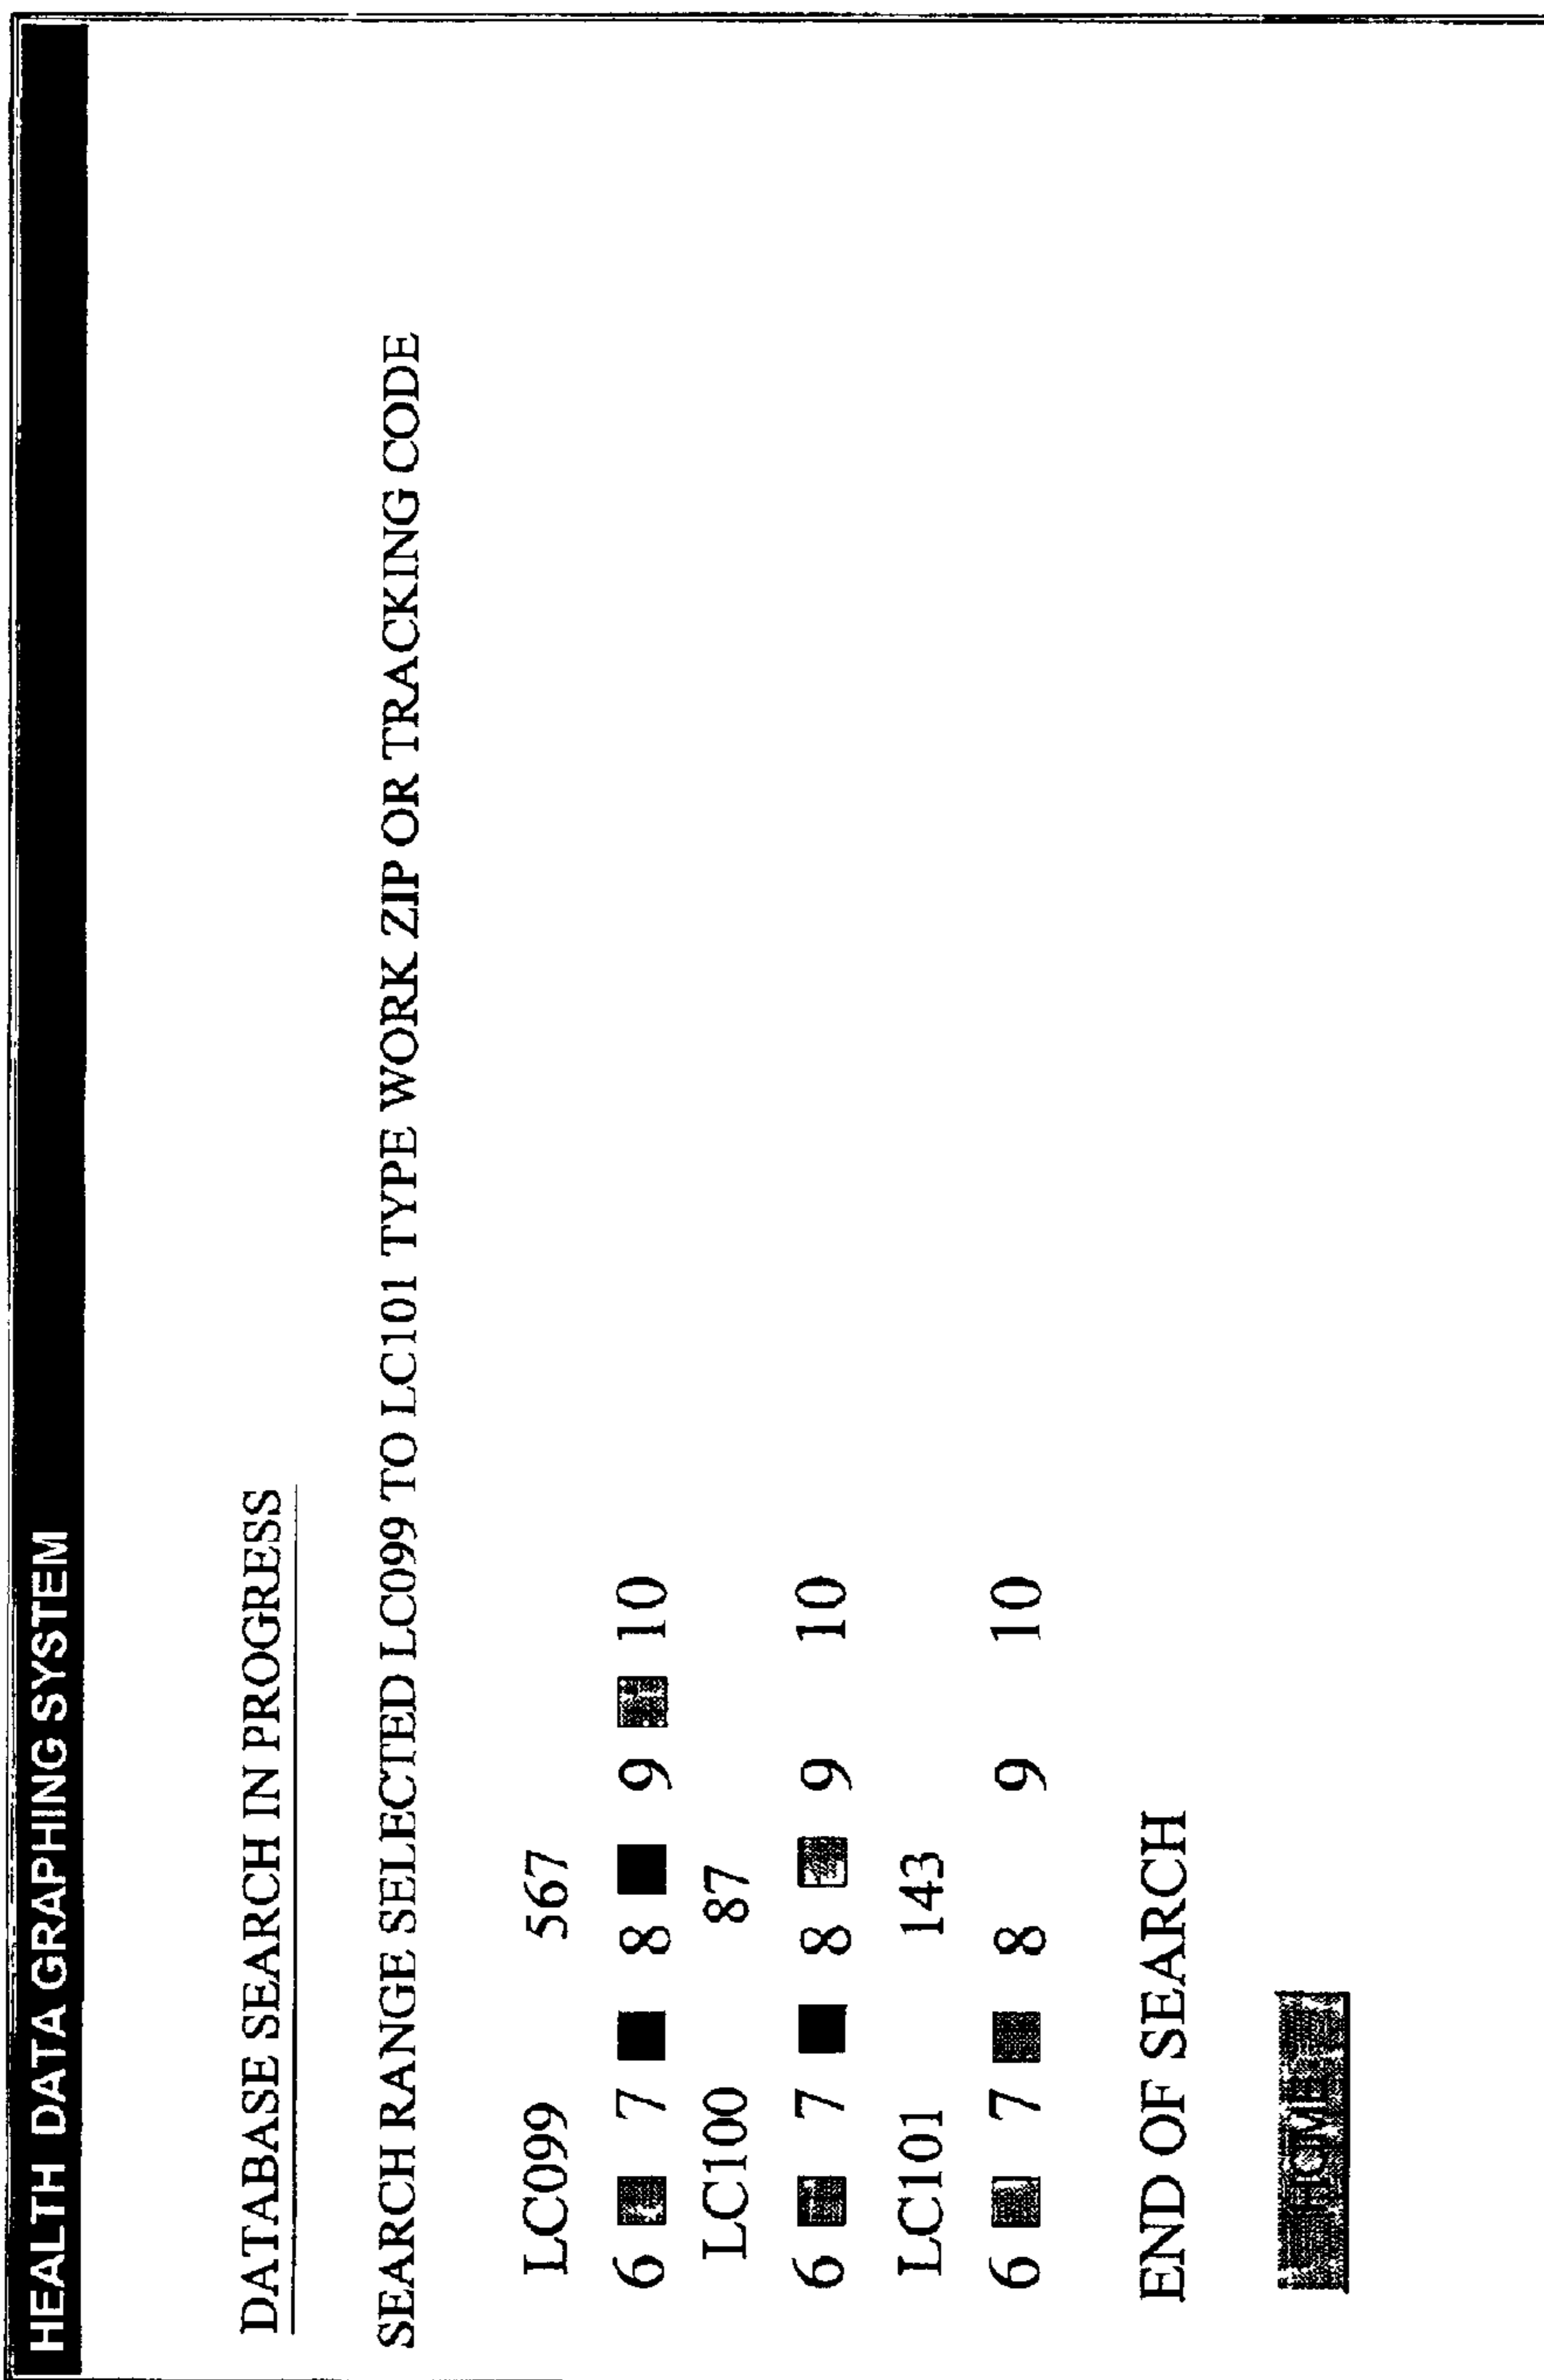 HEALTH DATA GRAPHING SYSTEM
DATABASE SEARCH IN PROGRESS
SEARCH RANGE SELECTED LC099 TO LC101 TYPE WORK ZIP OR TRACKING CODE
LC099 567
6 7 8 9 10
LC100 87
6 7 8 9 10
LC101 143
6 7 8 9 10
END OF SEARCH
HOME